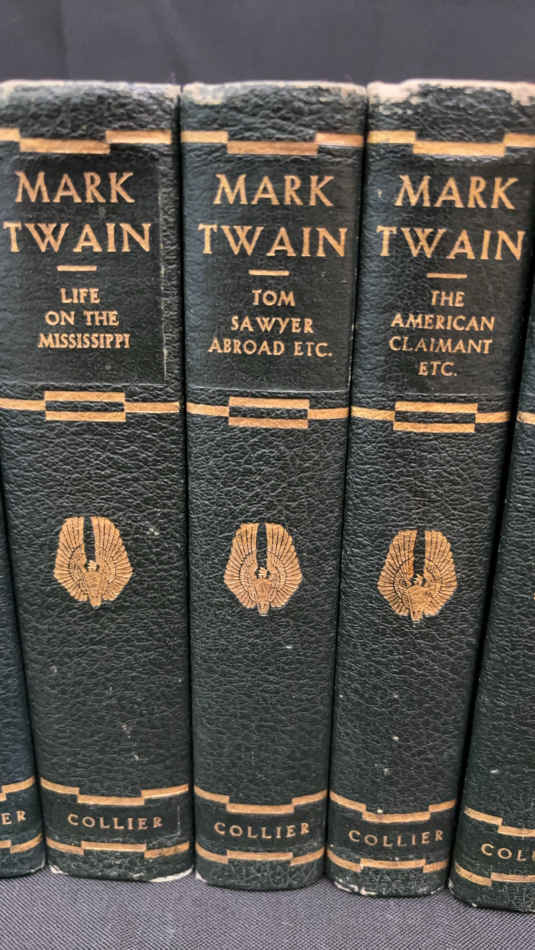 MARK
TWAIN
LIFE
ON THE
MISSISSIPPI
COLLIER
MARK
TWAIN
TOM
SAWYER
ABROAD ETC.
COLLIER
MARK
TWAIN
THE
AMERICAN
CLAIMANT
ETC.
COLLIER